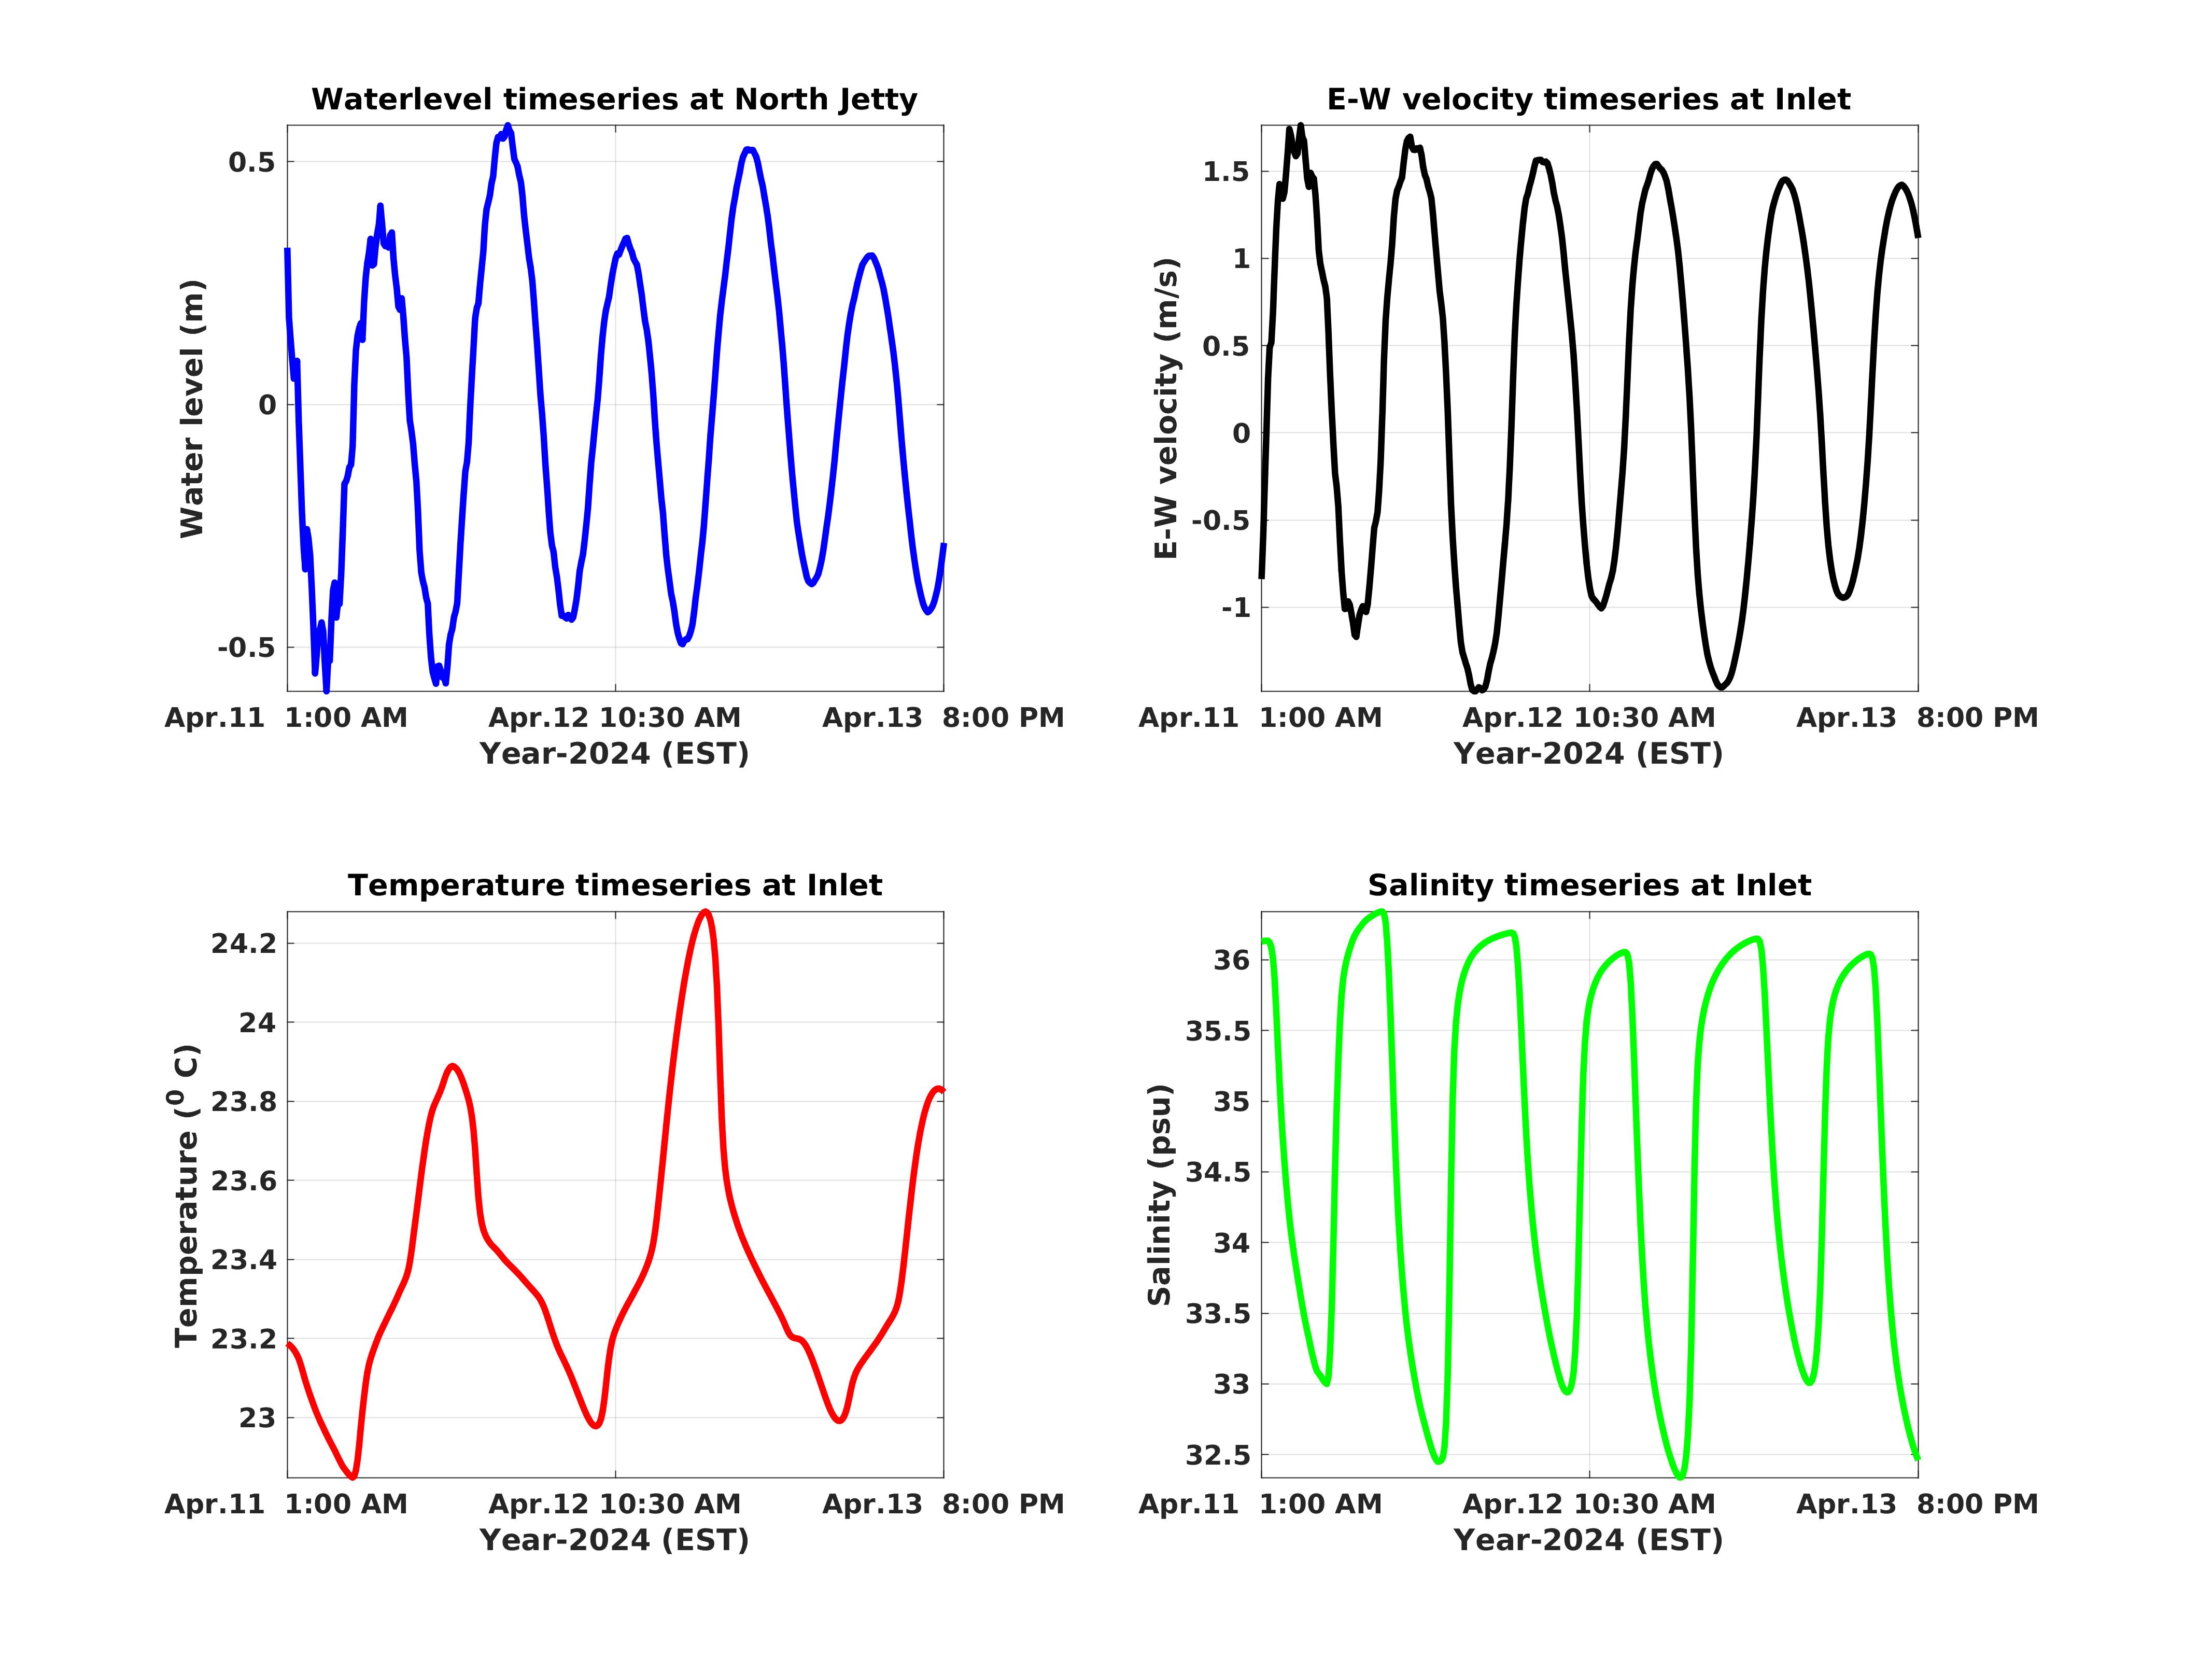 Waterlevel timeseries at North Jetty
0.5
0
-0.5
Water level (m)
Apr.11 1:00 AM
Apr.12 10:30 AM
Apr.13 8:00 PM
Year-2024 (EST)
E-W velocity timeseries at Inlet
1.5
1
0.5
0
-0.5
-1
E-W velocity (m/s)
Apr.11 1:00 AM
Apr.12 10:30 AM
Apr.13 8:00 PM
Year-2024 (EST)
Temperature timeseries at Inlet
24.2
24
23.8
23.6
23.4
23.2
23
Temperature (⁰ C)
Apr.11 1:00 AM
Apr.12 10:30 AM
Apr.13 8:00 PM
Year-2024 (EST)
Salinity timeseries at Inlet
36
35.5
35
34.5
34
33.5
33
32.5
Salinity (psu)
Apr.11 1:00 AM
Apr.12 10:30 AM
Apr.13 8:00 PM
Year-2024 (EST)